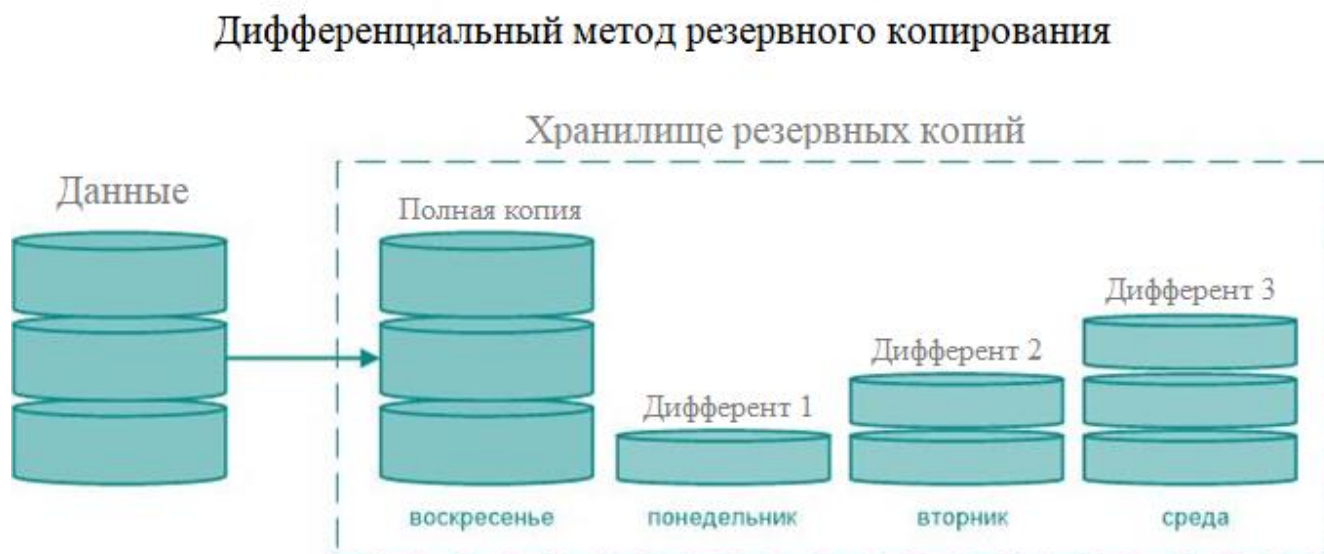 Дифференциальный метод резервного копирования
Хранилище резервных копий
Данные
Полная копия
Дифферент 1
Дифферент 2
Дифферент 3
воскресенье
понедельник
вторник
среда